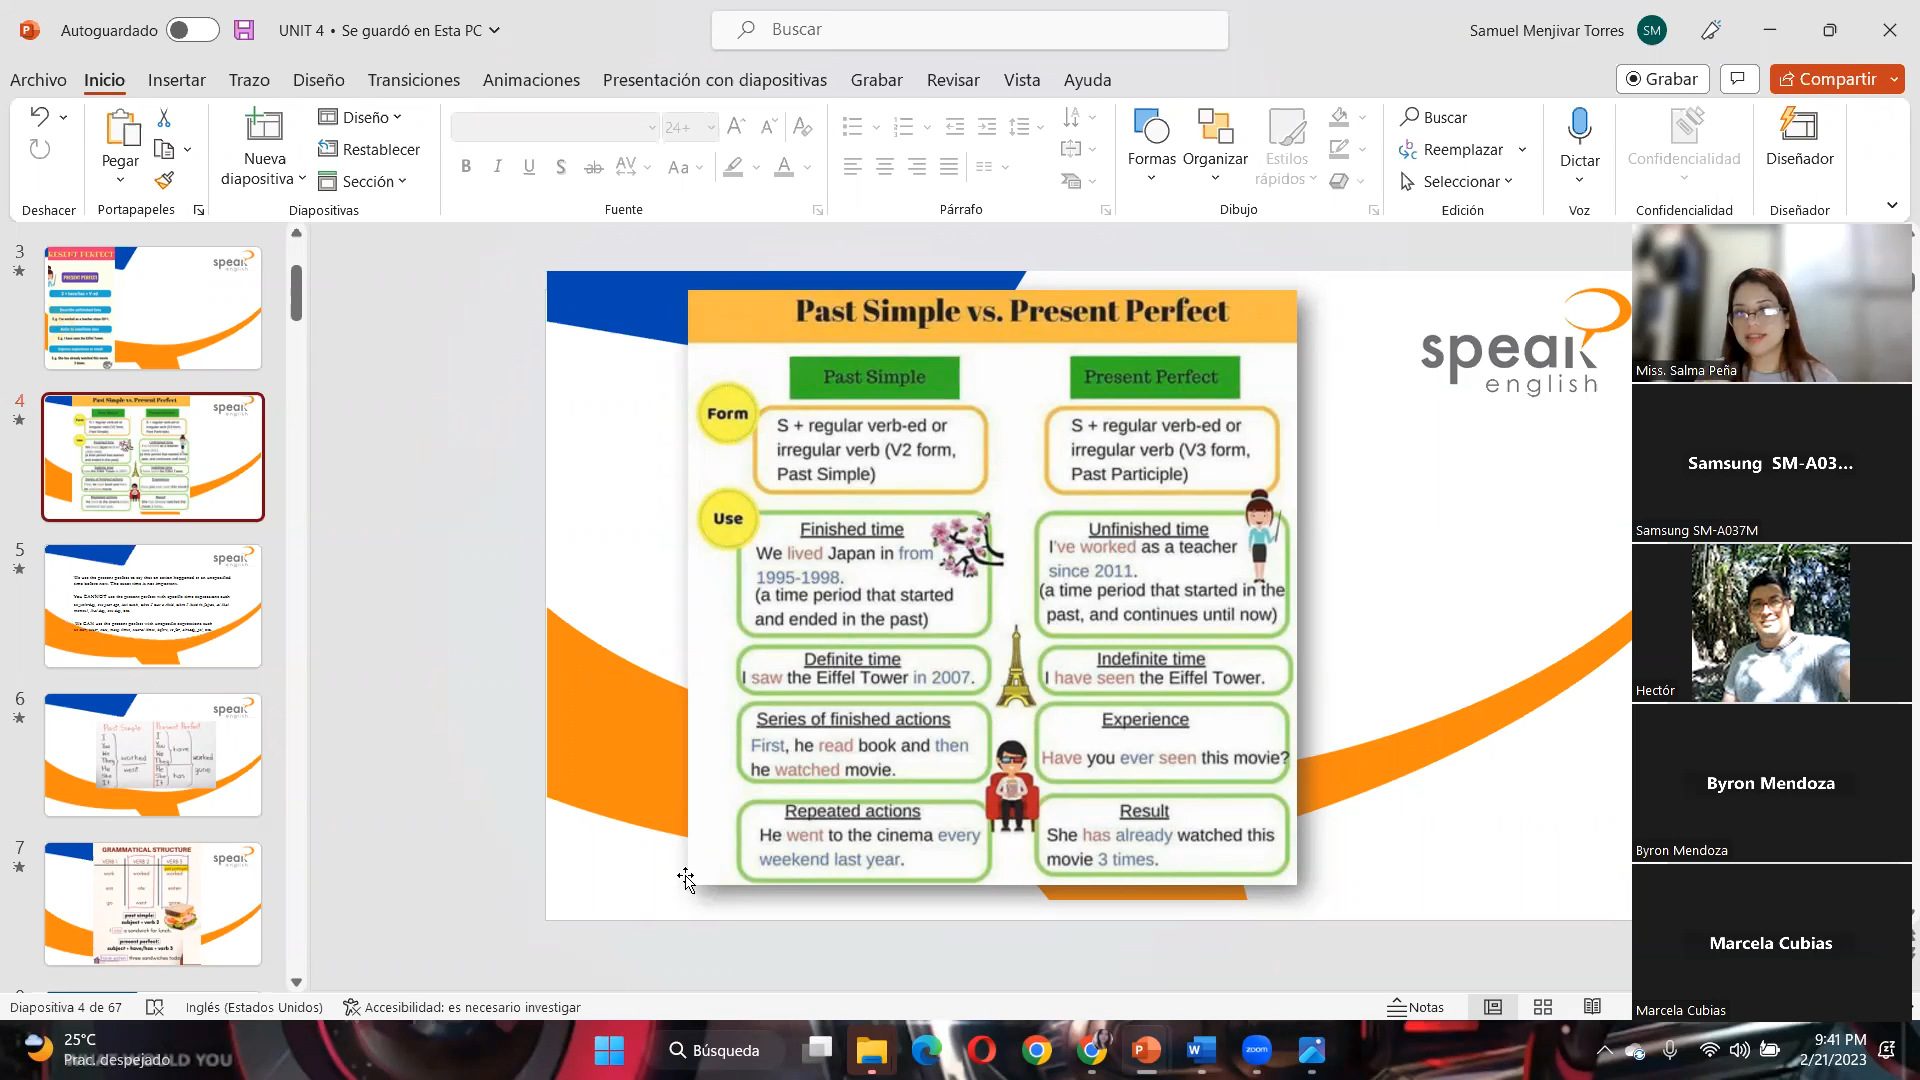 Autoguardado
UNIT 4 • Se guardó en Esta PC
Buscar
Samuel Menjivar Torres
SM
Archivo
Inicio
Insertar
Trazo
Diseño
Transiciones
Animaciones
Presentación con diapositivas
Grabar
Revisar
Vista
Ayuda
Grabar
Compartir
Pegar
Nueva
diapositiva
Diseño
Restablecer
Sección
24+
Formas
Organizar
Estilos
rápidos
Buscar
Reemplazar
Seleccionar
Dictar
Confidencialidad
Diseñador
Deshacer
Portapapeles
Diapositivas
Fuente
Párrafo
Dibujo
Edición
Voz
Confidencialidad
Diseñador
3
4
5
6
7
Past Simple vs. Present Perfect
speak
english
Past Simple
Present Perfect
Form
S + regular verb-ed or
irregular verb (V2 form,
Past Simple)
S + regular verb-ed or
irregular verb (V3 form,
Past Participle)
Use
Finished time
We lived Japan in from
1995-1998.
(a time period that started
and ended in the past)
Unfinished time
I've worked as a teacher
since 2011.
(a time period that started in the
past, and continues until now)
Definite time
I saw the Eiffel Tower in 2007.
Indefinite time
I have seen the Eiffel Tower.
Series of finished actions
First, he read book and then
he watched movie.
Experience
Have you ever seen this movie?
Repeated actions
He went to the cinema every
weekend last year.
Result
She has already watched this
movie 3 times.
Miss. Salma Peña
Samsung SM-A03...
Samsung SM-A037M
Hectór
Byron Mendoza
Byron Mendoza
Marcela Cubias
Marcela Cubias
Diapositiva 4 de 67
Inglés (Estados Unidos)
Accesibilidad: es necesario investigar
Notas
25°C
Prac. despejado
Búsqueda
zoom
9:41 PM
2/21/2023